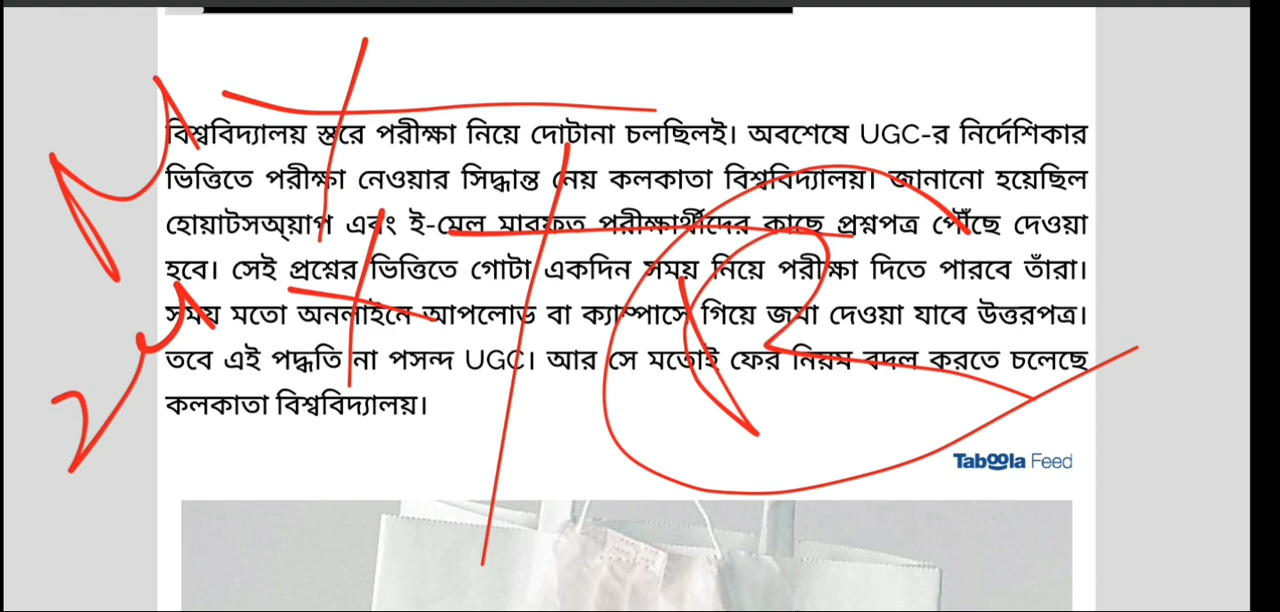 বিশ্ববিদ্যালয় স্তরে পরীক্ষা নিয়ে দোটানা চলছিলই। অবশেষে UGC-র নির্দেশিকার
ভিত্তিতে পরীক্ষা নেওয়ার সিদ্ধান্ত নেয় কলকাতা বিশ্ববিদ্যালয়। জানানো হয়েছিল
হোয়াটসঅ্যাপ এবং ই-মেল মারফত পরীক্ষার্থীদের কাছে প্রশ্নপত্র পৌঁছে দেওয়া
হবে। সেই প্রশ্নের ভিত্তিতে গোটা একদিন সময় নিয়ে পরীক্ষা দিতে পারবে তাঁরা।
সময় মতো অনলাইনে আপলোড বা ক্যাম্পাসে গিয়ে জমা দেওয়া যাবে উত্তরপত্র।
তবে এই পদ্ধতি না পসন্দ UGC। আর সে মতোই ফের নিয়ম বদল করতে চলেছে
কলকাতা বিশ্ববিদ্যালয়।
Taboola Feed